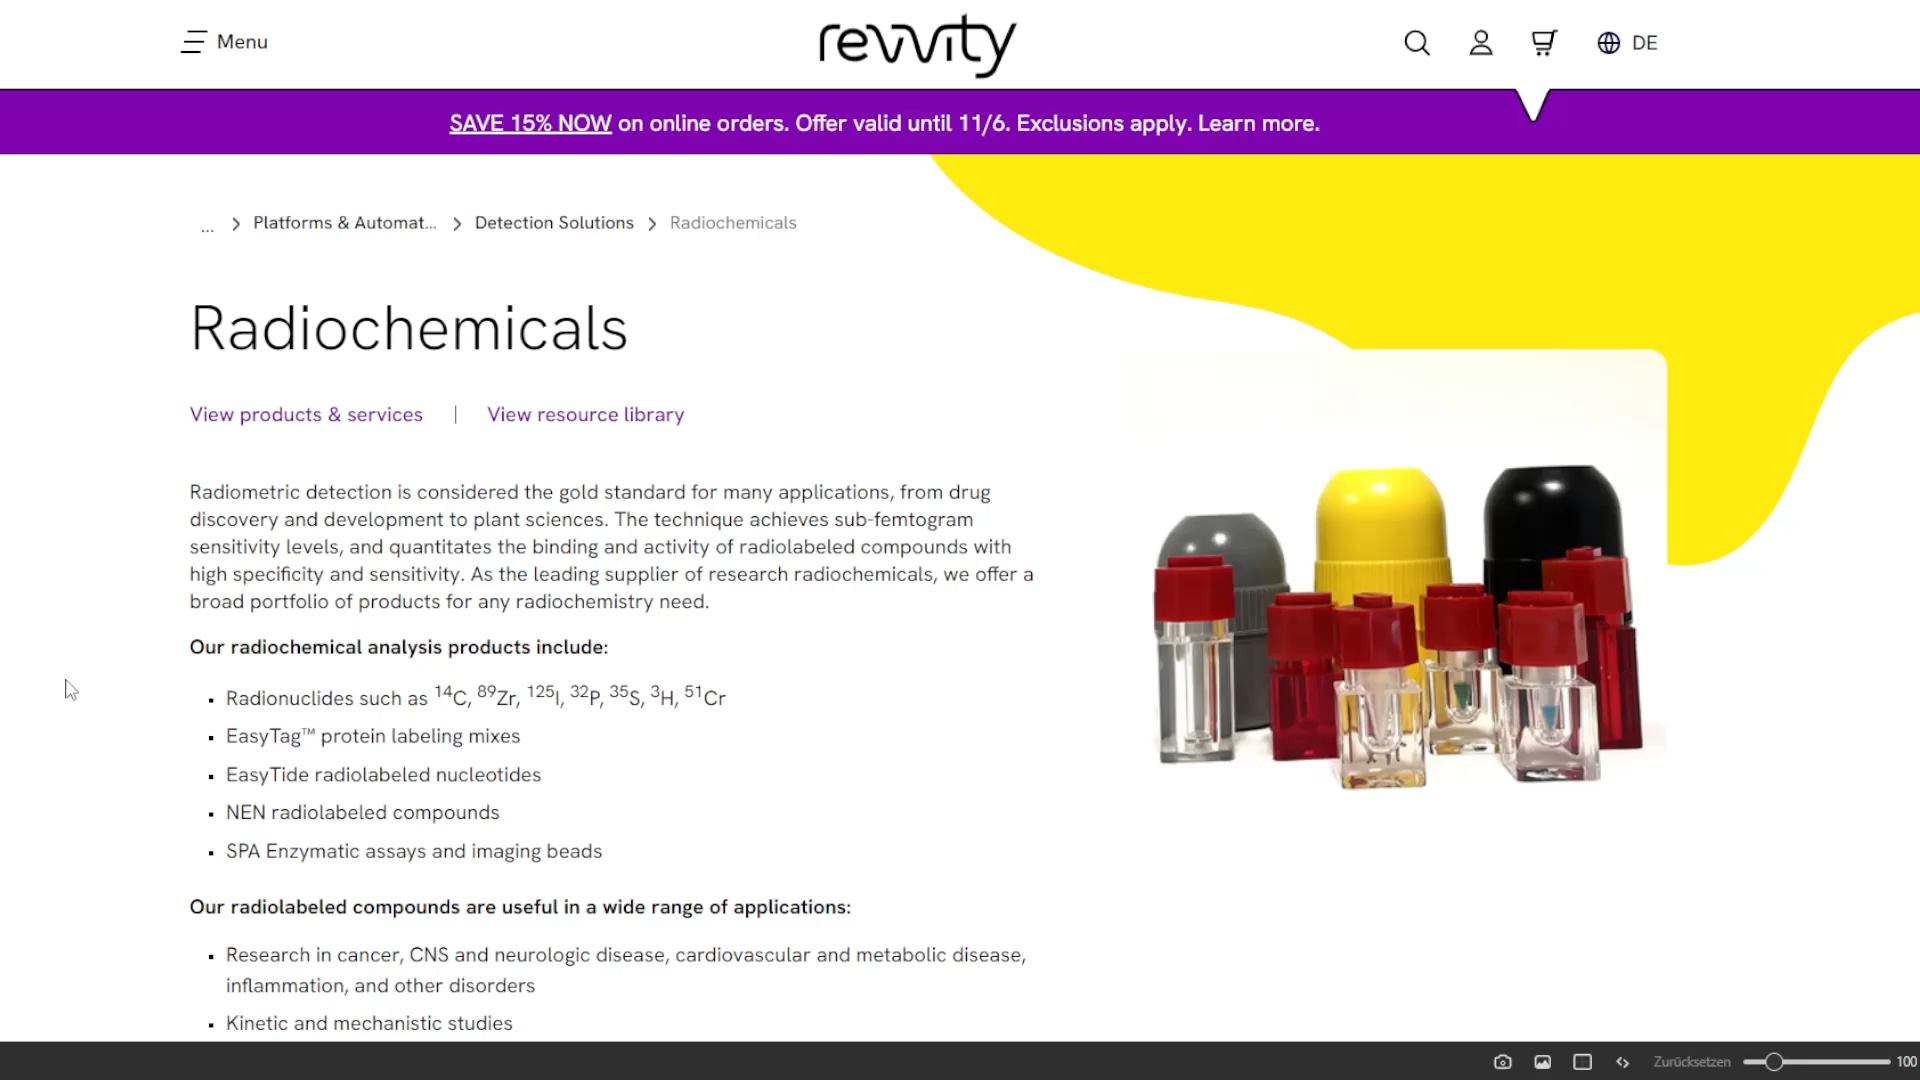 Menu
revvity
DE
SAVE 15% NOW on online orders. Offer valid until 11/6. Exclusions apply. Learn more.
... > Platforms & Automat... > Detection Solutions > Radiochemicals
Radiochemicals
View products & services | View resource library
Radiometric detection is considered the gold standard for many applications, from drug
discovery and development to plant sciences. The technique achieves sub-femtogram
sensitivity levels, and quantitates the binding and activity of radiolabeled compounds with
high specificity and sensitivity. As the leading supplier of research radiochemicals, we offer a
broad portfolio of products for any radiochemistry need.
Our radiochemical analysis products include:
▪ Radionuclides such as ¹⁴C, ⁸⁹Zr, ¹²⁵I, ³²P, ³⁵S, ³H, ⁵¹Cr
▪ EasyTag™ protein labeling mixes
▪ EasyTide radiolabeled nucleotides
▪ NEN radiolabeled compounds
▪ SPA Enzymatic assays and imaging beads
Our radiolabeled compounds are useful in a wide range of applications:
▪ Research in cancer, CNS and neurologic disease, cardiovascular and metabolic disease,
inflammation, and other disorders
▪ Kinetic and mechanistic studies
Zurücksetzen
100